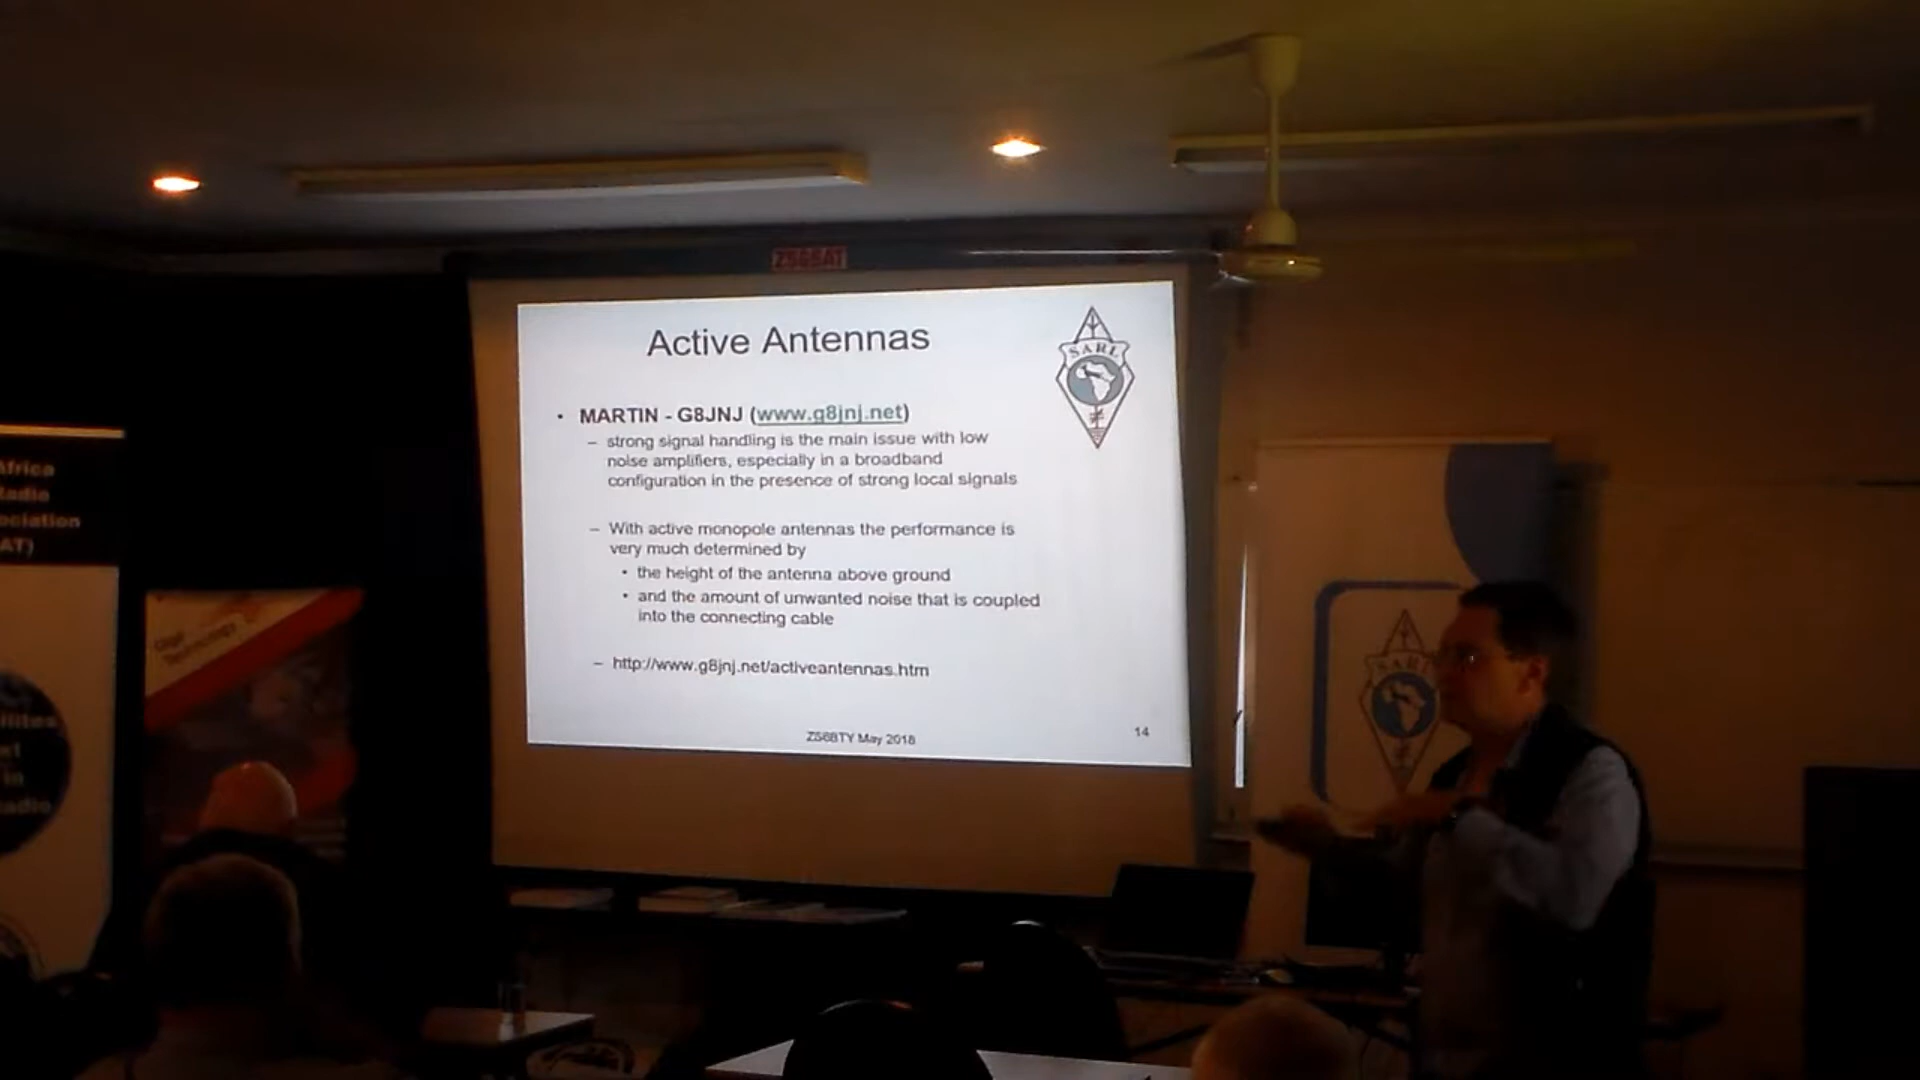 ZS6SAT
Active Antennas
SARL
• MARTIN - G8JNJ (www.g8jnj.net)
– strong signal handling is the main issue with low
noise amplifiers, especially in a broadband
configuration in the presence of strong local signals
– With active monopole antennas the performance is
very much determined by
• the height of the antenna above ground
• and the amount of unwanted noise that is coupled
into the connecting cable
– http://www.g8jnj.net/activeantennas.htm
ZS6BTY May 2018
14
Africa
Radio
ociation
AT)
in
adio
Technology
SARL